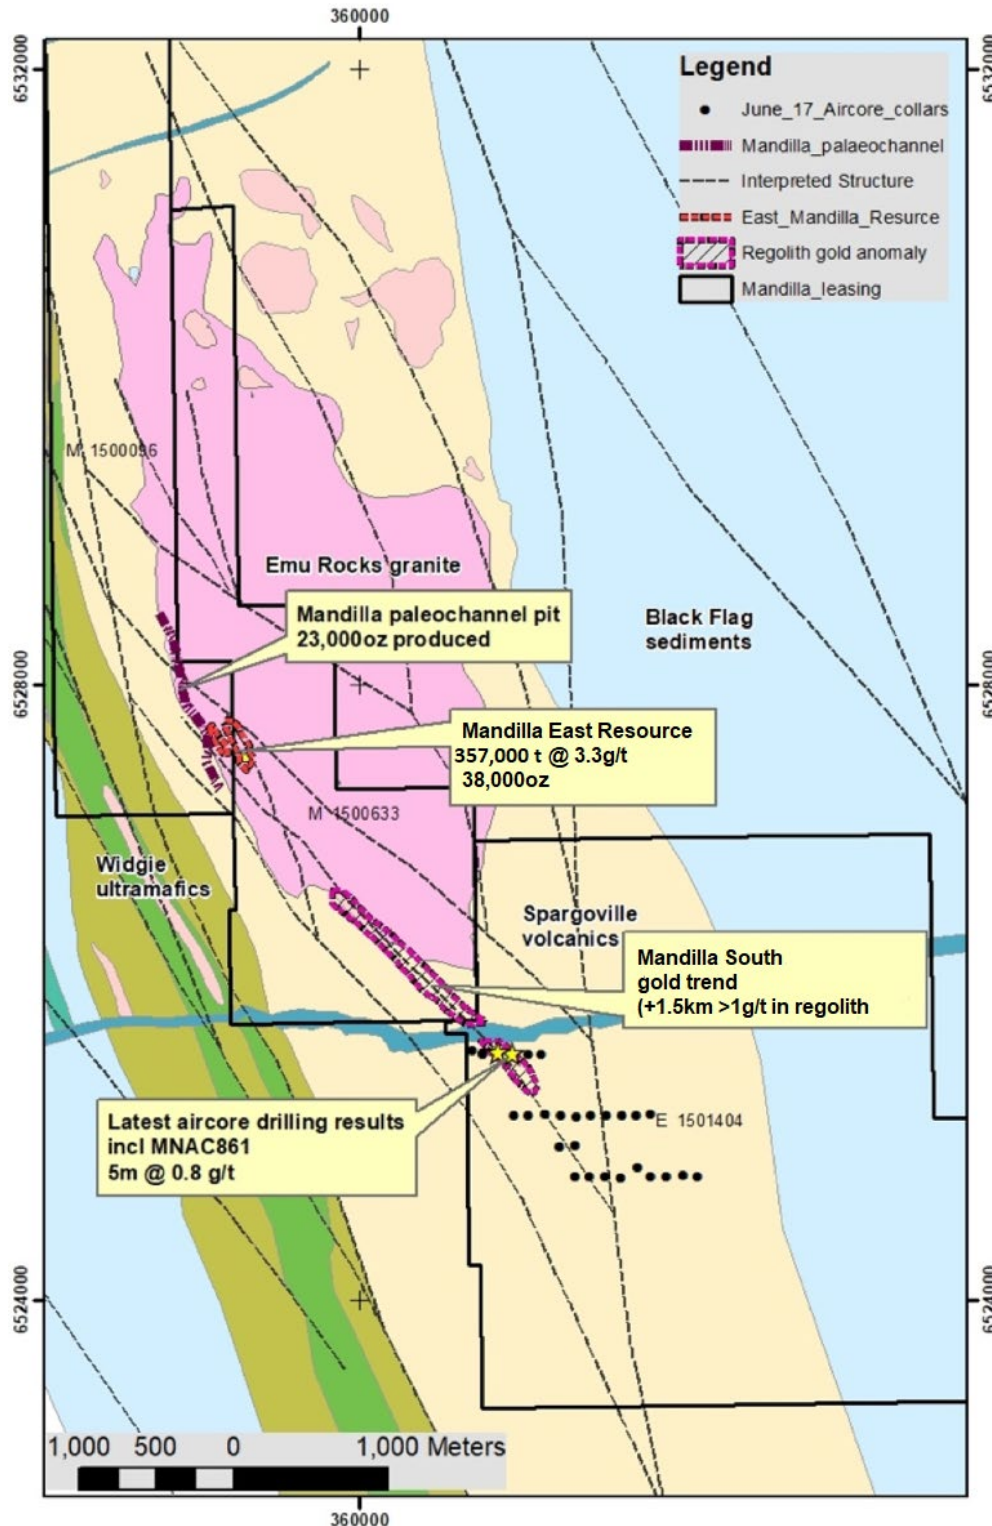 360000
6532000
6532000
Legend
June_17_Aircore_collars
Mandilla_palaeochannel
Interpreted Structure
East_Mandilla_Resurce
Regolith gold anomaly
Mandilla_leasing
M 1500096
Emu Rocks granite
Mandilla paleochannel pit
23,000oz produced
Black Flag
sediments
6528000
6528000
Mandilla East Resource
357,000 t @ 3.3g/t
38,000oz
M 1500633
Widgie
ultramafics
Spargoville
volcanics
Mandilla South
gold trend
(+1.5km >1g/t in regolith
Latest aircore drilling results
incl MNAC861
5m @ 0.8 g/t
E 1501404
6524000
6524000
1,000 500 0 1,000 Meters
360000